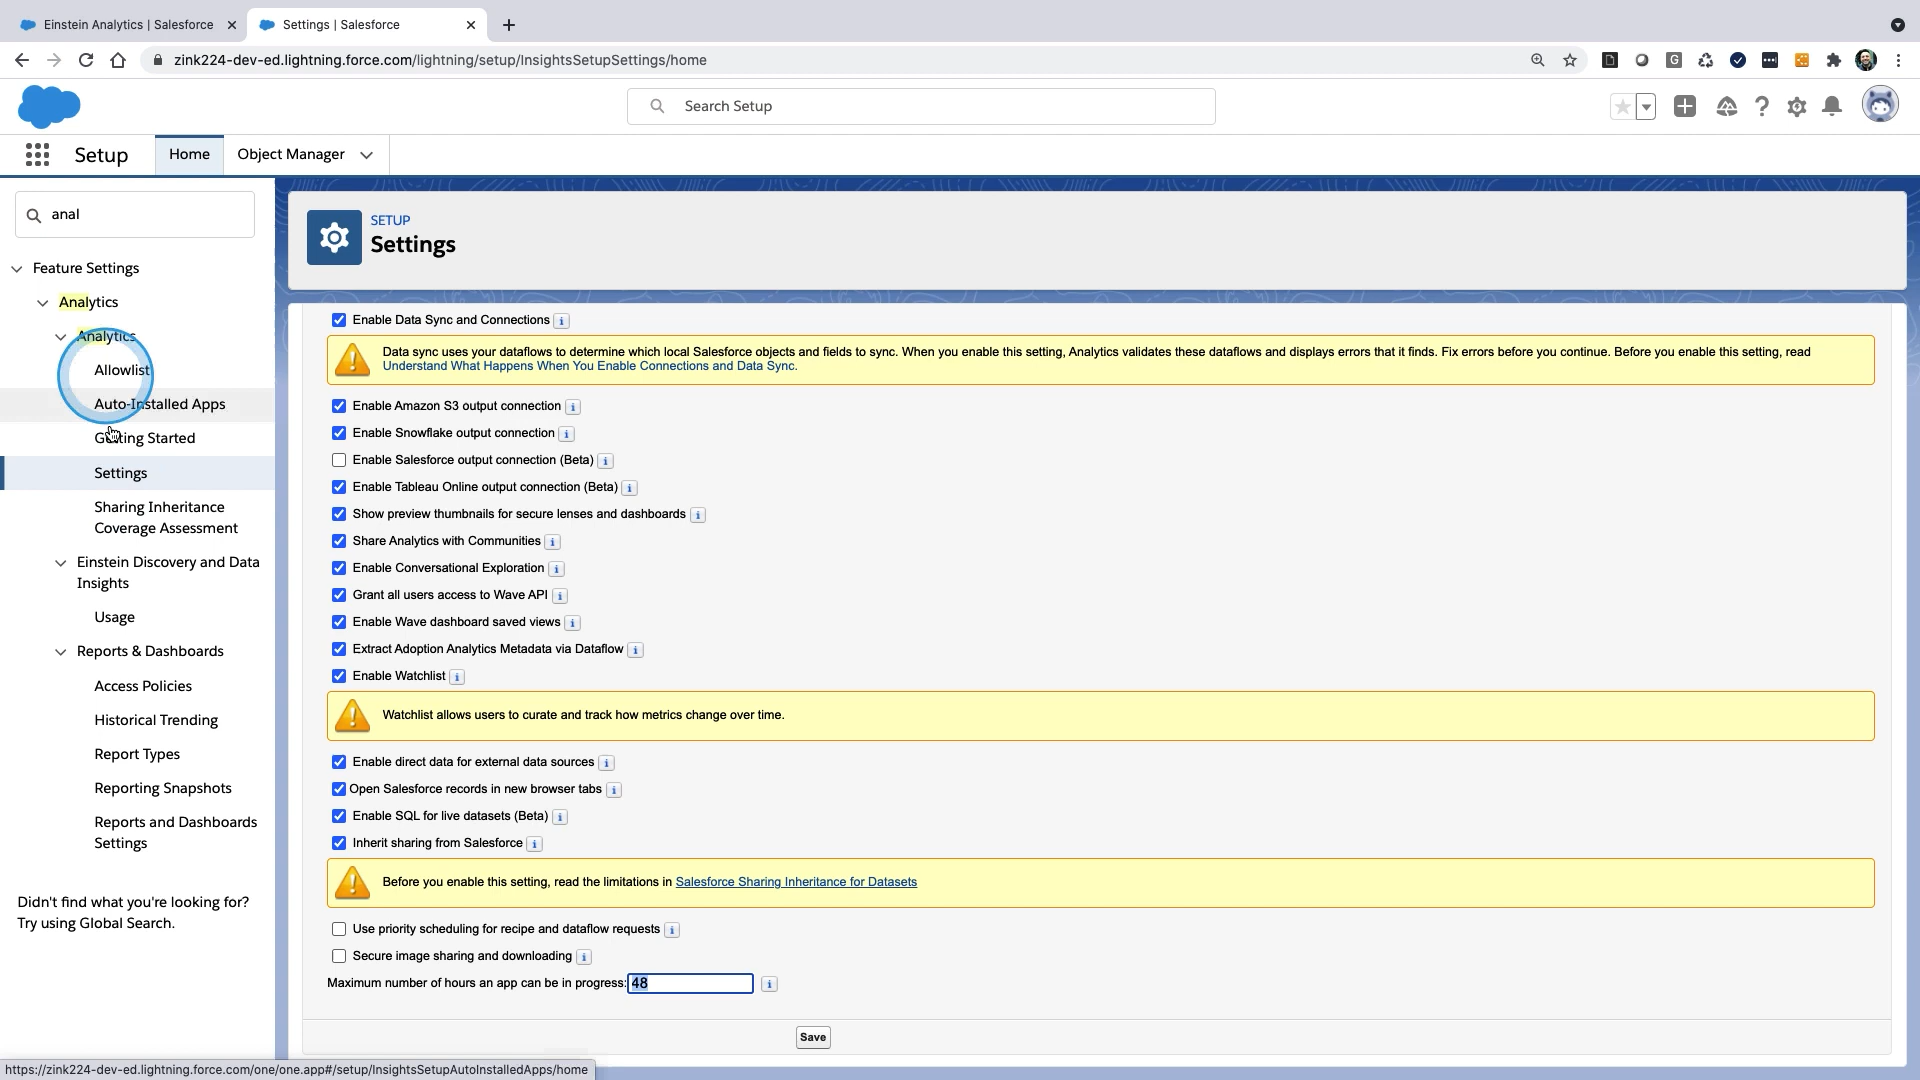 Einstein Analytics | Salesforce
Settings | Salesforce
zink224-dev-ed.lightning.force.com/lightning/setup/InsightsSetupSettings/home
Search Setup
Setup
Home
Object Manager
anal
Feature Settings
Analytics
Analytics
Allowlist
Auto-Installed Apps
Getting Started
Settings
Sharing Inheritance
Coverage Assessment
Einstein Discovery and Data
Insights
Usage
Reports & Dashboards
Access Policies
Historical Trending
Report Types
Reporting Snapshots
Reports and Dashboards
Settings
Didn't find what you're looking for?
Try using Global Search.
SETUP
Settings
Enable Data Sync and Connections
Data sync uses your dataflows to determine which local Salesforce objects and fields to sync. When you enable this setting, Analytics validates these dataflows and displays errors that it finds. Fix errors before you continue. Before you enable this setting, read
Understand What Happens When You Enable Connections and Data Sync.
Enable Amazon S3 output connection
Enable Snowflake output connection
Enable Salesforce output connection (Beta)
Enable Tableau Online output connection (Beta)
Show preview thumbnails for secure lenses and dashboards
Share Analytics with Communities
Enable Conversational Exploration
Grant all users access to Wave API
Enable Wave dashboard saved views
Extract Adoption Analytics Metadata via Dataflow
Enable Watchlist
Watchlist allows users to curate and track how metrics change over time.
Enable direct data for external data sources
Open Salesforce records in new browser tabs
Enable SQL for live datasets (Beta)
Inherit sharing from Salesforce
Before you enable this setting, read the limitations in Salesforce Sharing Inheritance for Datasets
Use priority scheduling for recipe and dataflow requests
Secure image sharing and downloading
Maximum number of hours an app can be in progress: 48
Save
https://zink224-dev-ed.lightning.force.com/one/one.app#/setup/InsightsSetupAutoInstalledApps/home